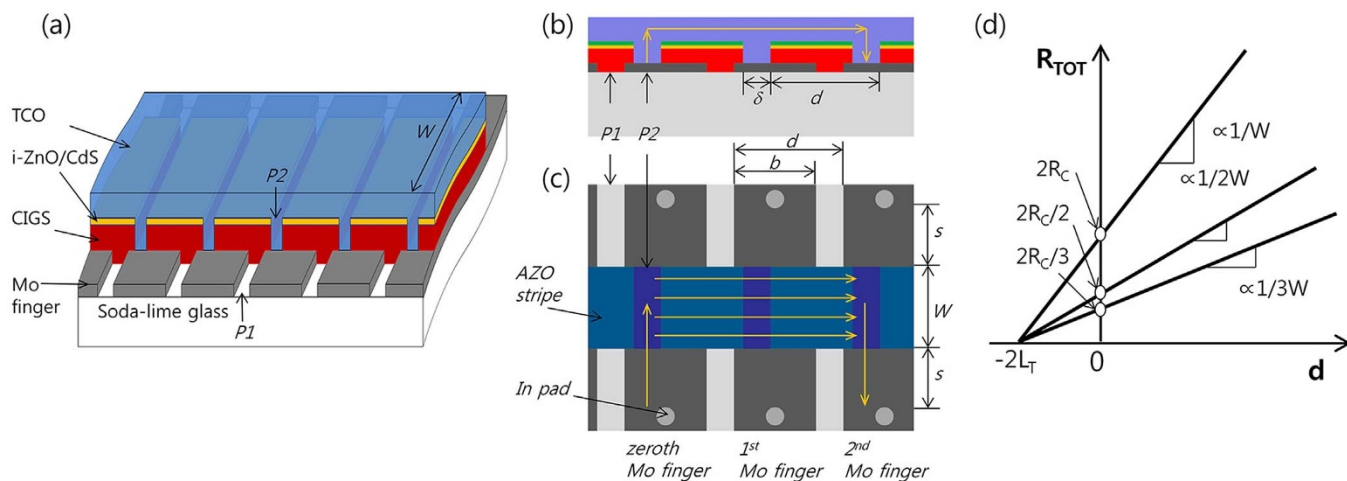 (a)
TCO
i-ZnO/CdS
CIGS
Mo
finger
W
P2
Soda-lime glass
P1
(b)
δ
d
P1
P2
(c)
d
b
s
AZO
stripe
W
In pad
s
zeroth
Mo finger
1st
Mo finger
2nd
Mo finger
(d)
RTOT
∝1/W
2RC
∝1/2W
2RC/2
2RC/3
∝1/3W
-2LT
0
d